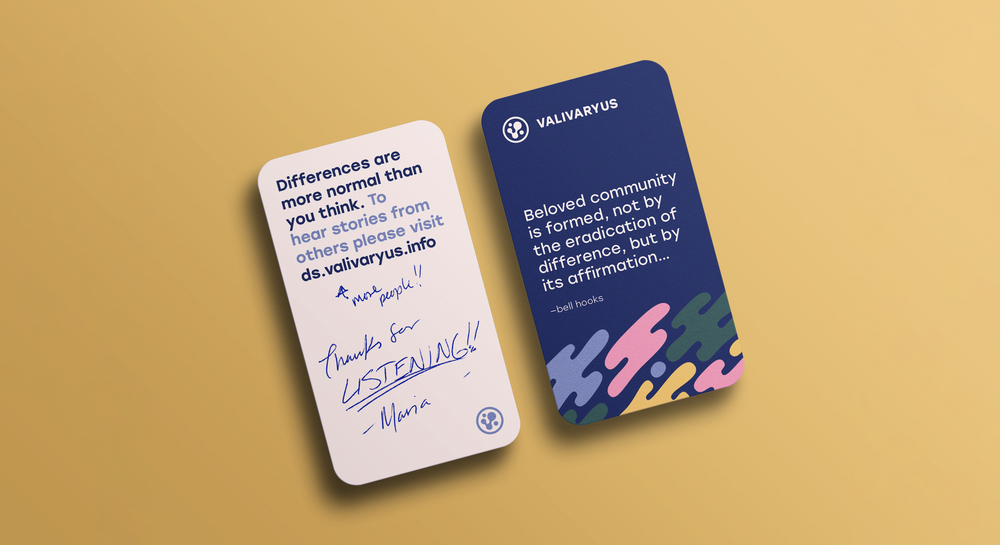 Differences are
more normal than
you think. To
hear stories from
others please visit
ds.valivaryus.info
more people!!
Thanks for
LISTENING!!
- Maria
VALIVARYUS
Beloved community
is formed, not by
the eradication of
difference, but by
its affirmation...
—bell hooks